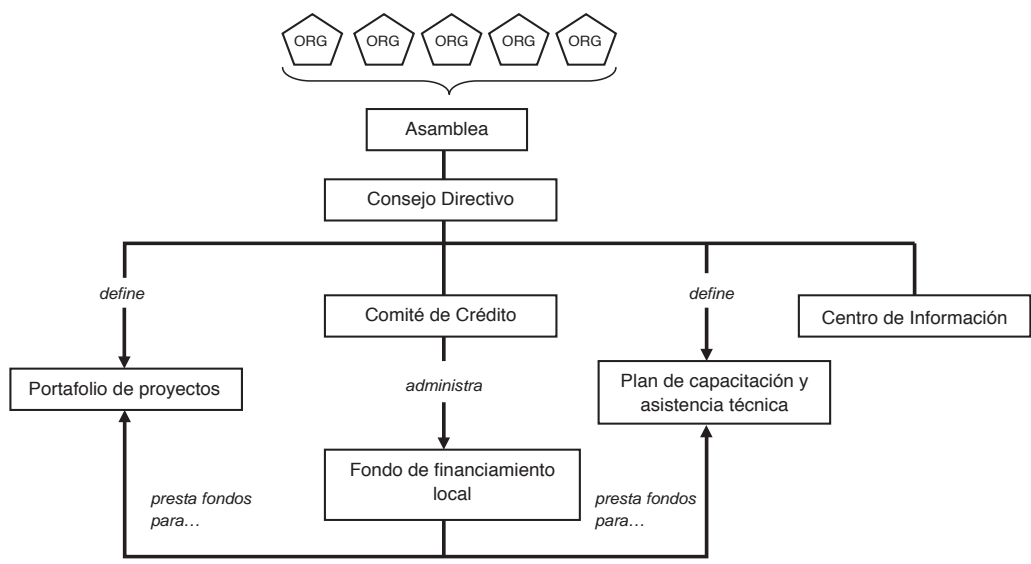 ORG ORG ORG ORG ORG
Asamblea
Consejo Directivo
define
define
Comité de Crédito
Centro de Información
Portafolio de proyectos
administra
Plan de capacitación y
asistencia técnica
Fondo de financiamiento
local
presta fondos
para…
presta fondos
para…